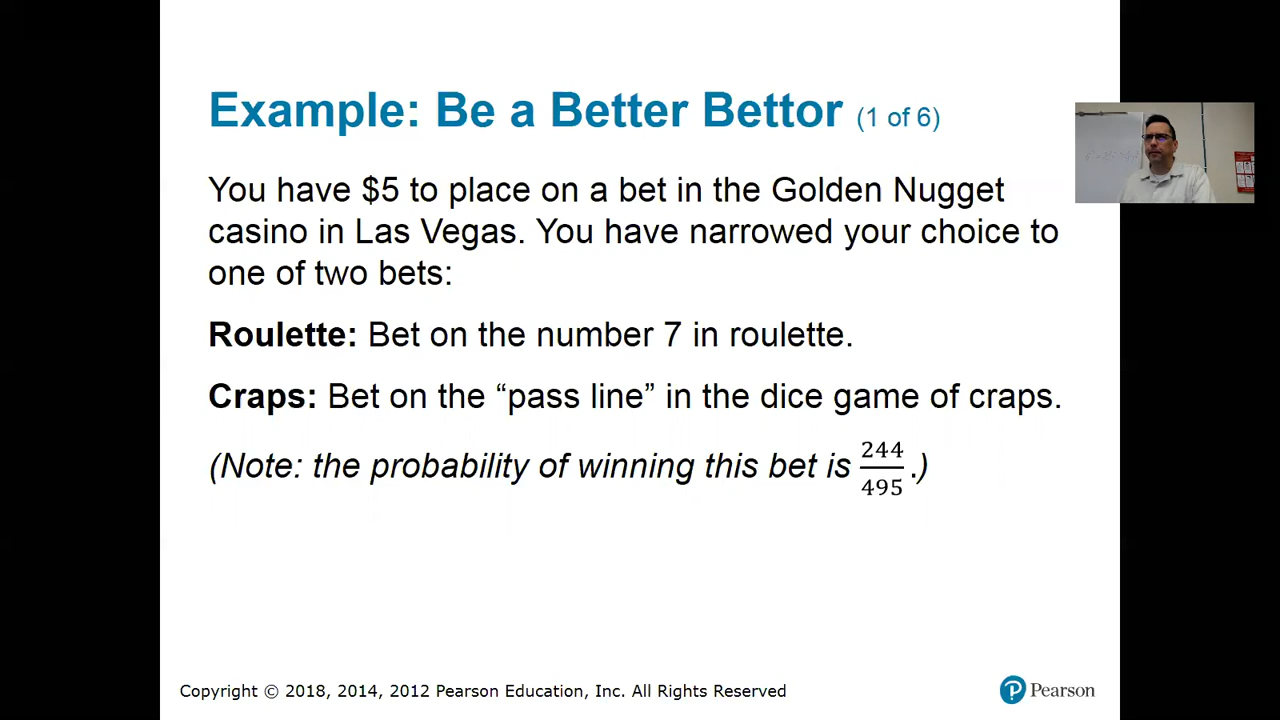 Example: Be a Better Bettor (1 of 6)
You have $5 to place on a bet in the Golden Nugget
casino in Las Vegas. You have narrowed your choice to
one of two bets:
Roulette: Bet on the number 7 in roulette.
Craps: Bet on the “pass line” in the dice game of craps.
(Note: the probability of winning this bet is 244/495.)
Copyright © 2018, 2014, 2012 Pearson Education, Inc. All Rights Reserved
Pearson